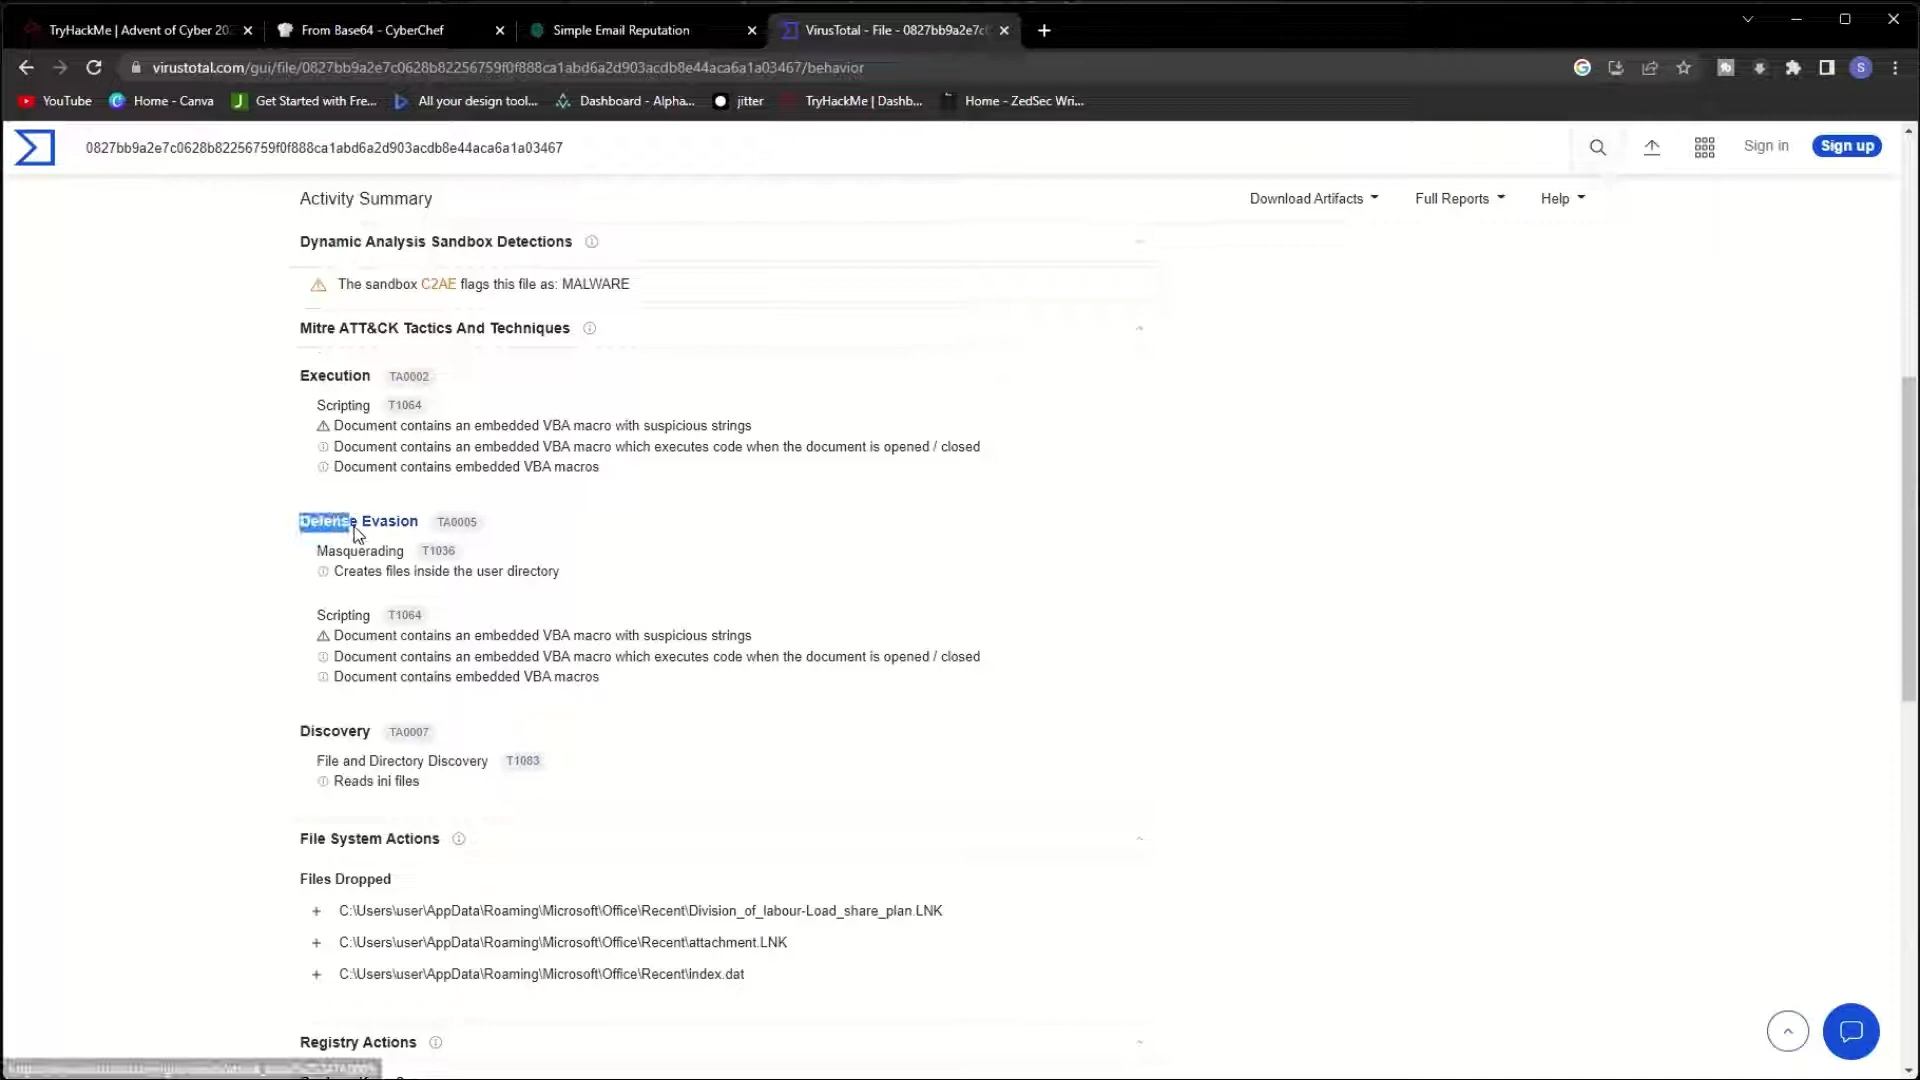 TryHackMe | Advent of Cyber 20
From Base64 - CyberChef
Simple Email Reputation
VirusTotal - File - 0827bb9a2e7c
virustotal.com/gui/file/0827bb9a2e7c0628b82256759f0f888ca1abd6a2d903acdb8e44aca6a1a03467/behavior
S
YouTube
Home - Canva
Get Started with Fre...
All your design tool...
Dashboard - Alpha...
jitter
TryHackMe | Dashb...
Home - ZedSec Wri...
0827bb9a2e7c0628b82256759f0f888ca1abd6a2d903acdb8e44aca6a1a03467
Sign in
Sign up
Activity Summary
Download Artifacts
Full Reports
Help
Dynamic Analysis Sandbox Detections
The sandbox C2AE flags this file as: MALWARE
Mitre ATT&CK Tactics And Techniques
Execution TA0002
Scripting T1064
Document contains an embedded VBA macro with suspicious strings
Document contains an embedded VBA macro which executes code when the document is opened / closed
Document contains embedded VBA macros
Defense Evasion TA0005
Masquerading T1036
Creates files inside the user directory
Scripting T1064
Document contains an embedded VBA macro with suspicious strings
Document contains an embedded VBA macro which executes code when the document is opened / closed
Document contains embedded VBA macros
Discovery TA0007
File and Directory Discovery T1083
Reads ini files
File System Actions
Files Dropped
+ C:\Users\user\AppData\Roaming\Microsoft\Office\Recent\Division_of_labour-Load_share_plan.LNK
+ C:\Users\user\AppData\Roaming\Microsoft\Office\Recent\attachment.LNK
+ C:\Users\user\AppData\Roaming\Microsoft\Office\Recent\index.dat
Registry Actions